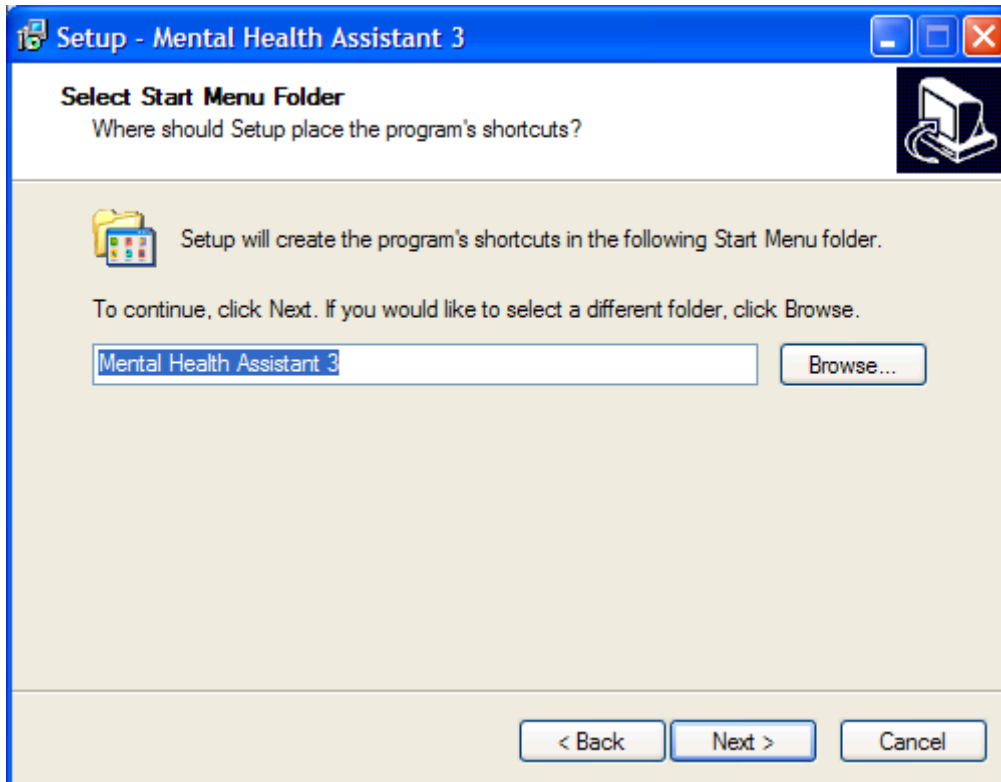 Setup - Mental Health Assistant 3
Select Start Menu Folder
Where should Setup place the program's shortcuts?
Setup will create the program's shortcuts in the following Start Menu folder.
To continue, click Next. If you would like to select a different folder, click Browse.
Mental Health Assistant 3
Browse...
< Back
Next >
Cancel